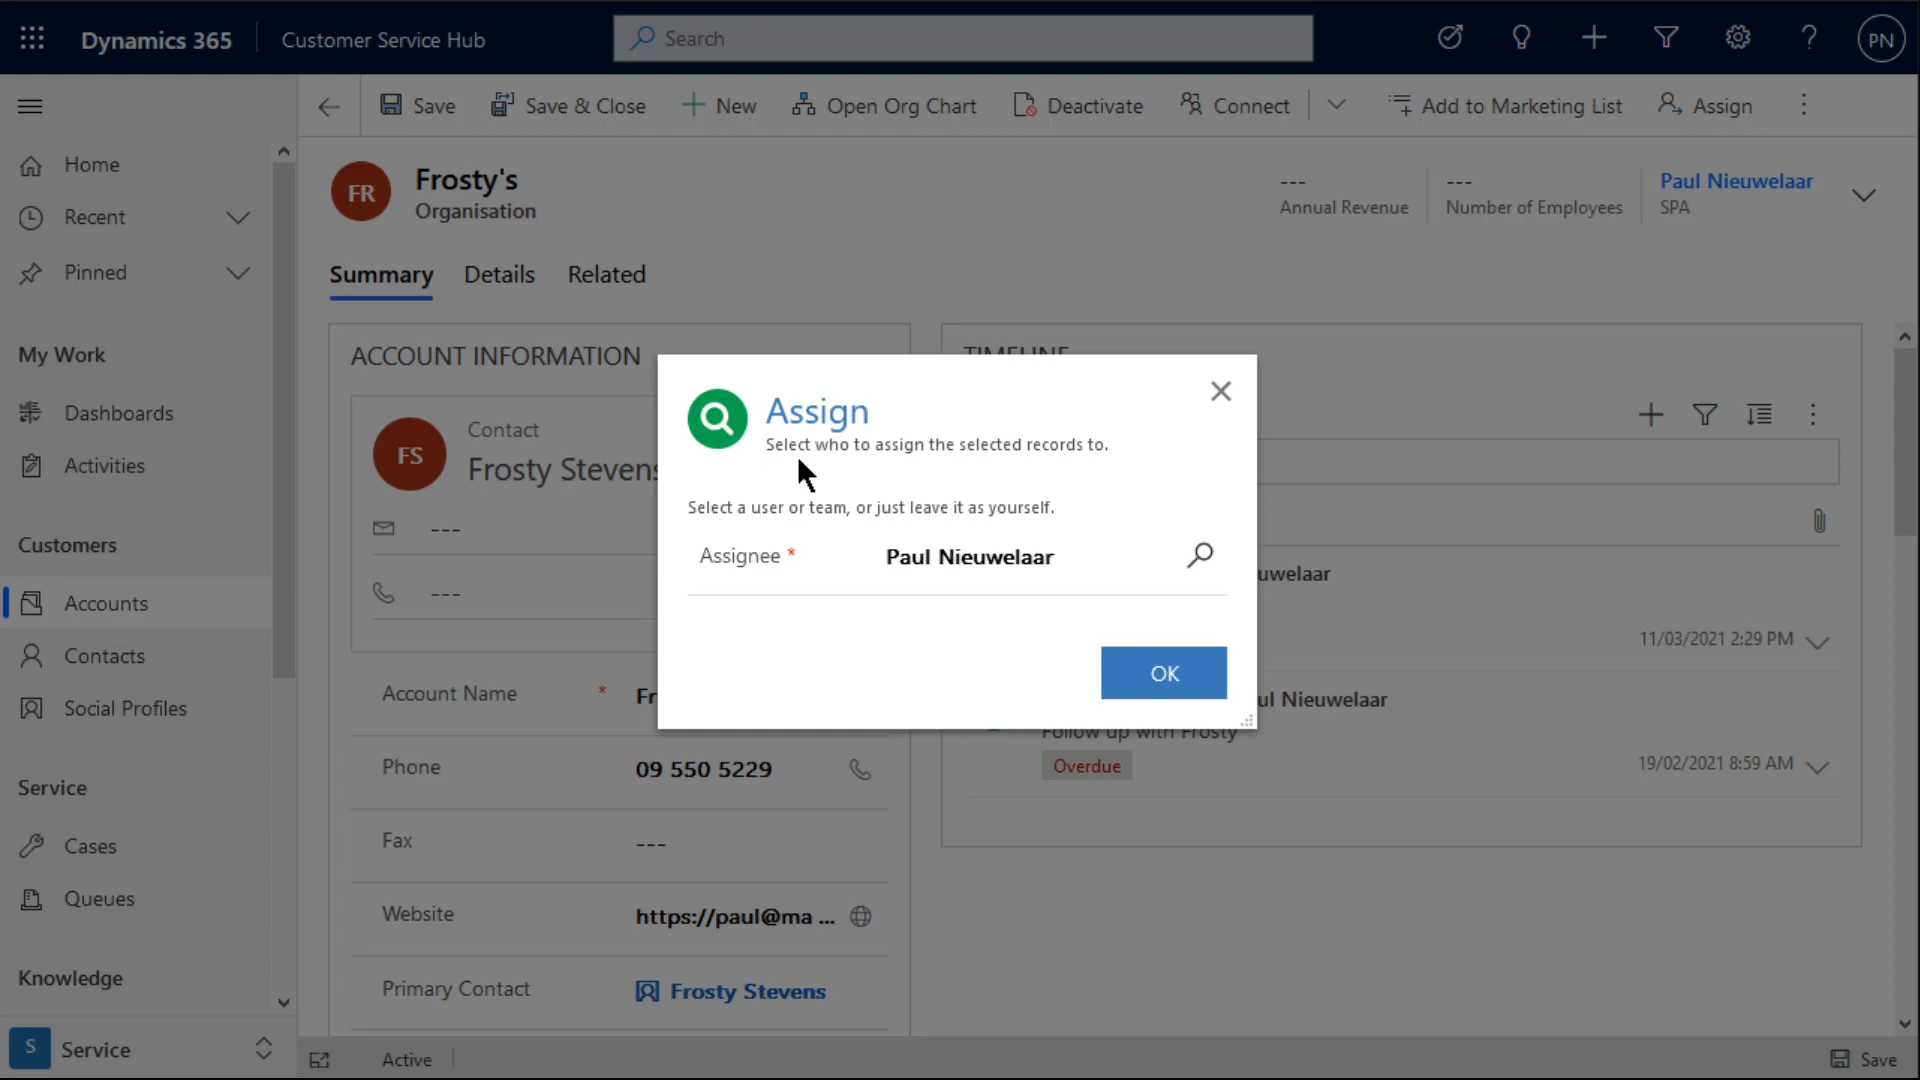 Dynamics 365
Customer Service Hub
Search
PN
Save
Save & Close
New
Open Org Chart
Deactivate
Connect
Add to Marketing List
Assign
Home
Recent
Pinned
My Work
Dashboards
Activities
Customers
Accounts
Contacts
Social Profiles
Service
Cases
Queues
Knowledge
S
Service
FR
Frosty's
Organisation
---
Annual Revenue
---
Number of Employees
Paul Nieuwelaar
SPA
Summary
Details
Related
ACCOUNT INFORMATION
FS
Contact
Frosty Stevens
---
---
Account Name *
Fr
Phone
09 550 5229
Fax
---
Website
https://paul@ma ...
Primary Contact
Frosty Stevens
TIMELINE
uwelaar
11/03/2021 2:29 PM
ul Nieuwelaar
Follow up with Frosty
Overdue
19/02/2021 8:59 AM
Assign
Select who to assign the selected records to.
Select a user or team, or just leave it as yourself.
Assignee *
Paul Nieuwelaar
OK
Active
Save